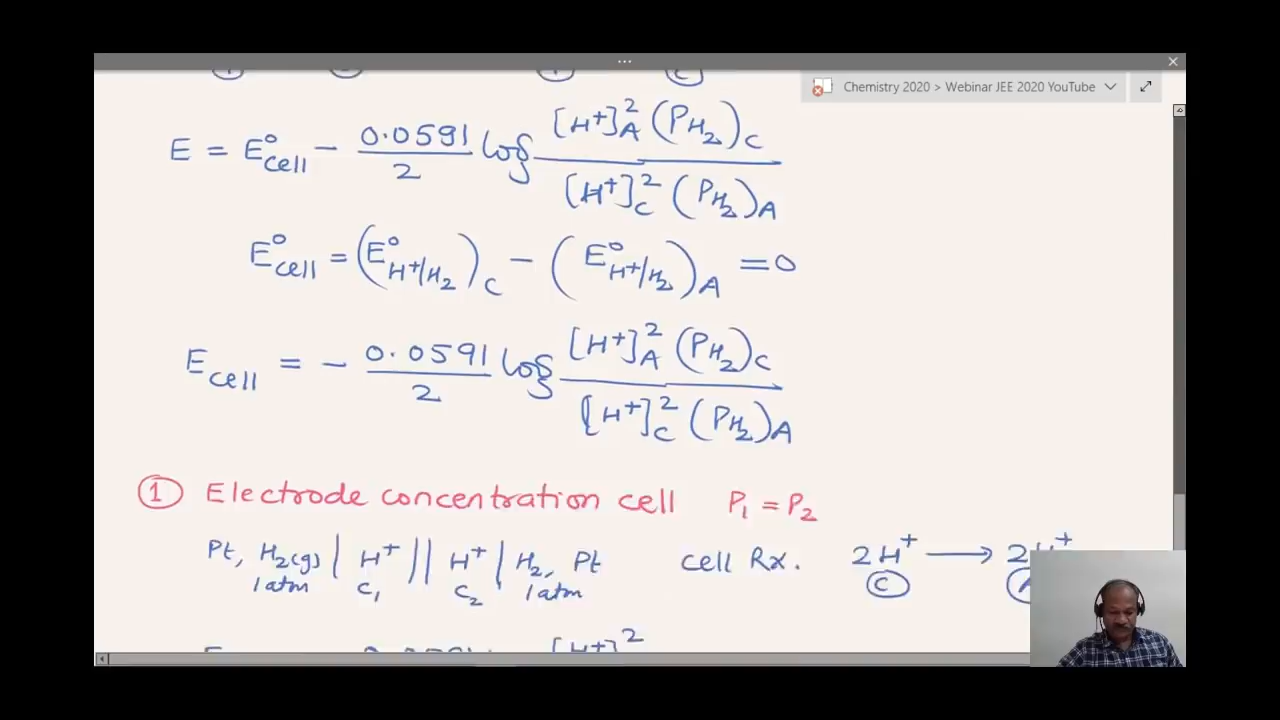 ...
Chemistry 2020 > Webinar JEE 2020 YouTube
E = E°cell − 0.0591/2 log [H⁺]²A (PH₂)C / [H⁺]²C (PH₂)A
E°cell = (E°H⁺/H₂)C − (E°H⁺/H₂)A = 0
Ecell = − 0.0591/2 log [H⁺]²A (PH₂)C / [H⁺]²C (PH₂)A
① Electrode concentration cell P₁ = P₂
Pt, H₂(g) | H⁺ || H⁺ | H₂, Pt cell Rx. 2H⁺ ⟶ 2H⁺
1atm C₁ C₂ 1atm Ⓒ
[H⁺]²